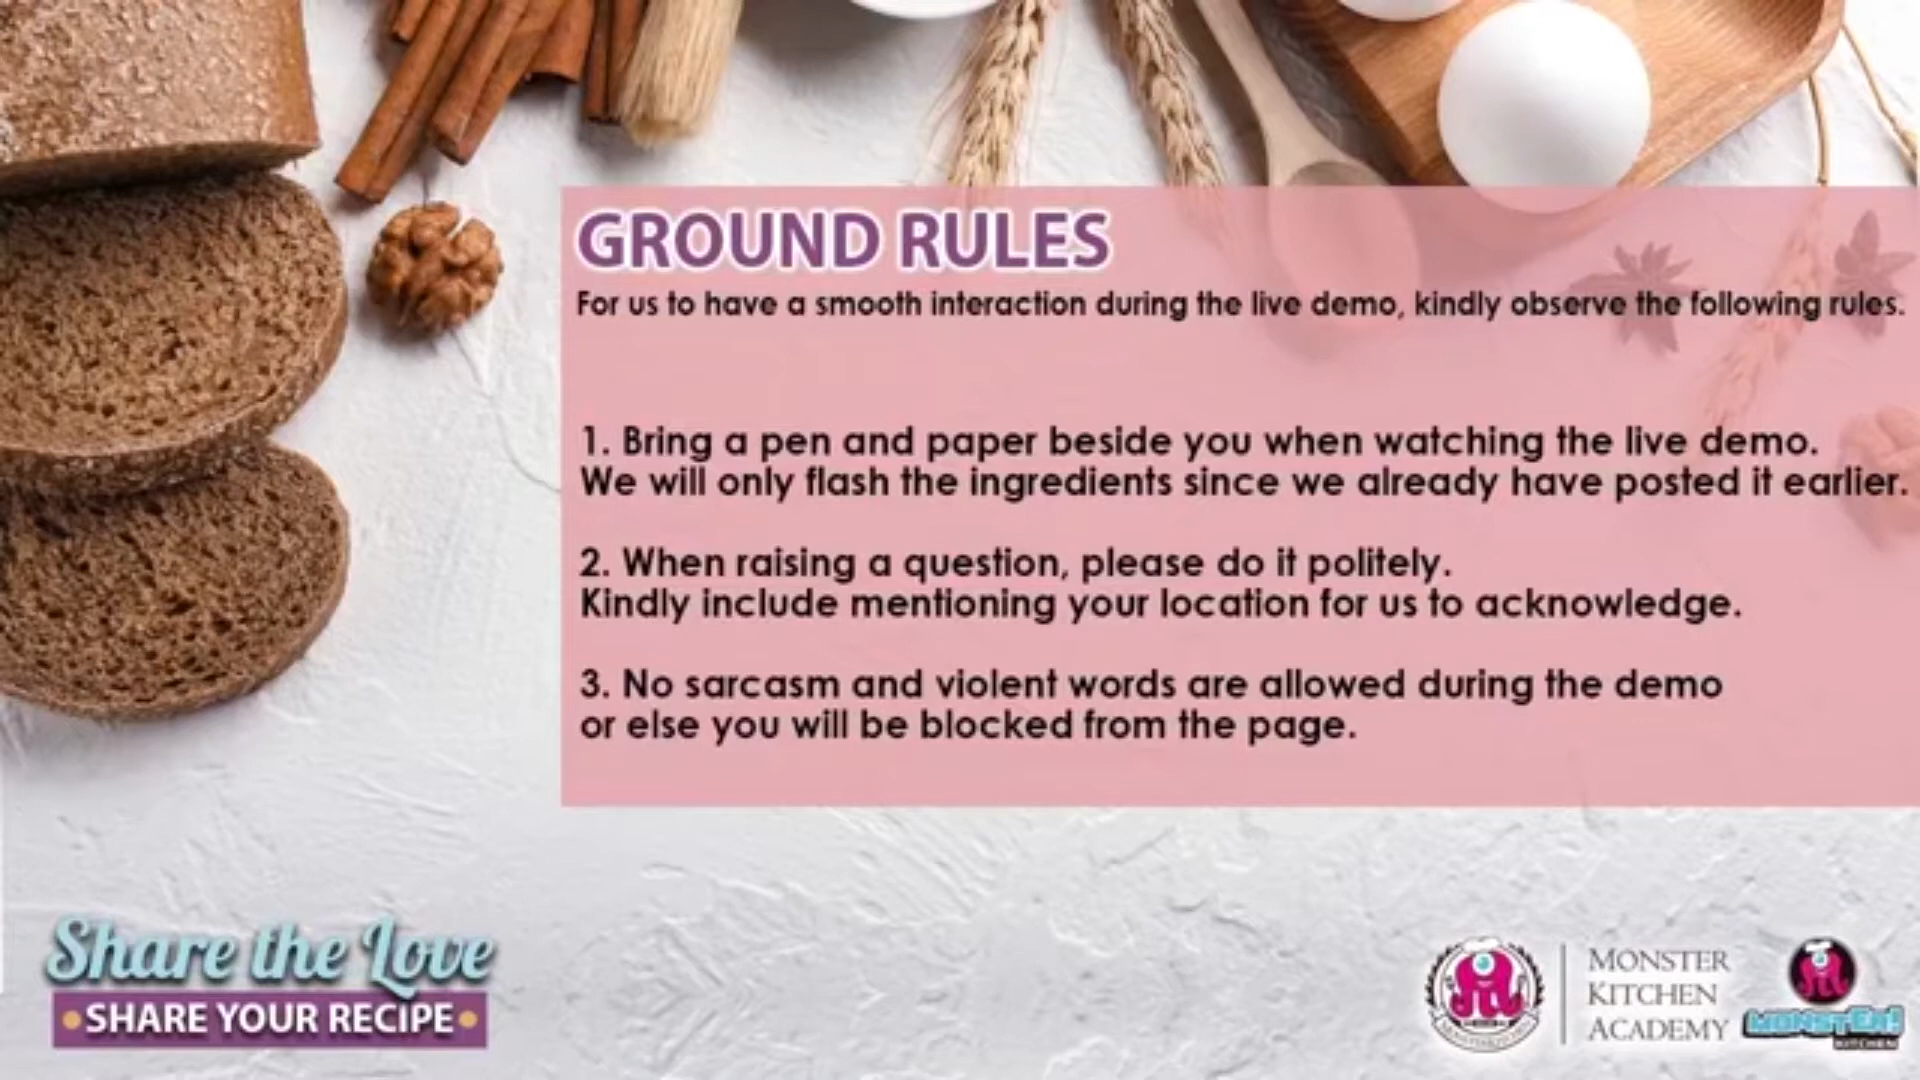 GROUND RULES
For us to have a smooth interaction during the live demo, kindly observe the following rules.
1. Bring a pen and paper beside you when watching the live demo.
We will only flash the ingredients since we already have posted it earlier.
2. When raising a question, please do it politely.
Kindly include mentioning your location for us to acknowledge.
3. No sarcasm and violent words are allowed during the demo
or else you will be blocked from the page.
Share the Love
SHARE YOUR RECIPE
MONSTER
KITCHEN
ACADEMY
MONSTER!
KITCHEN